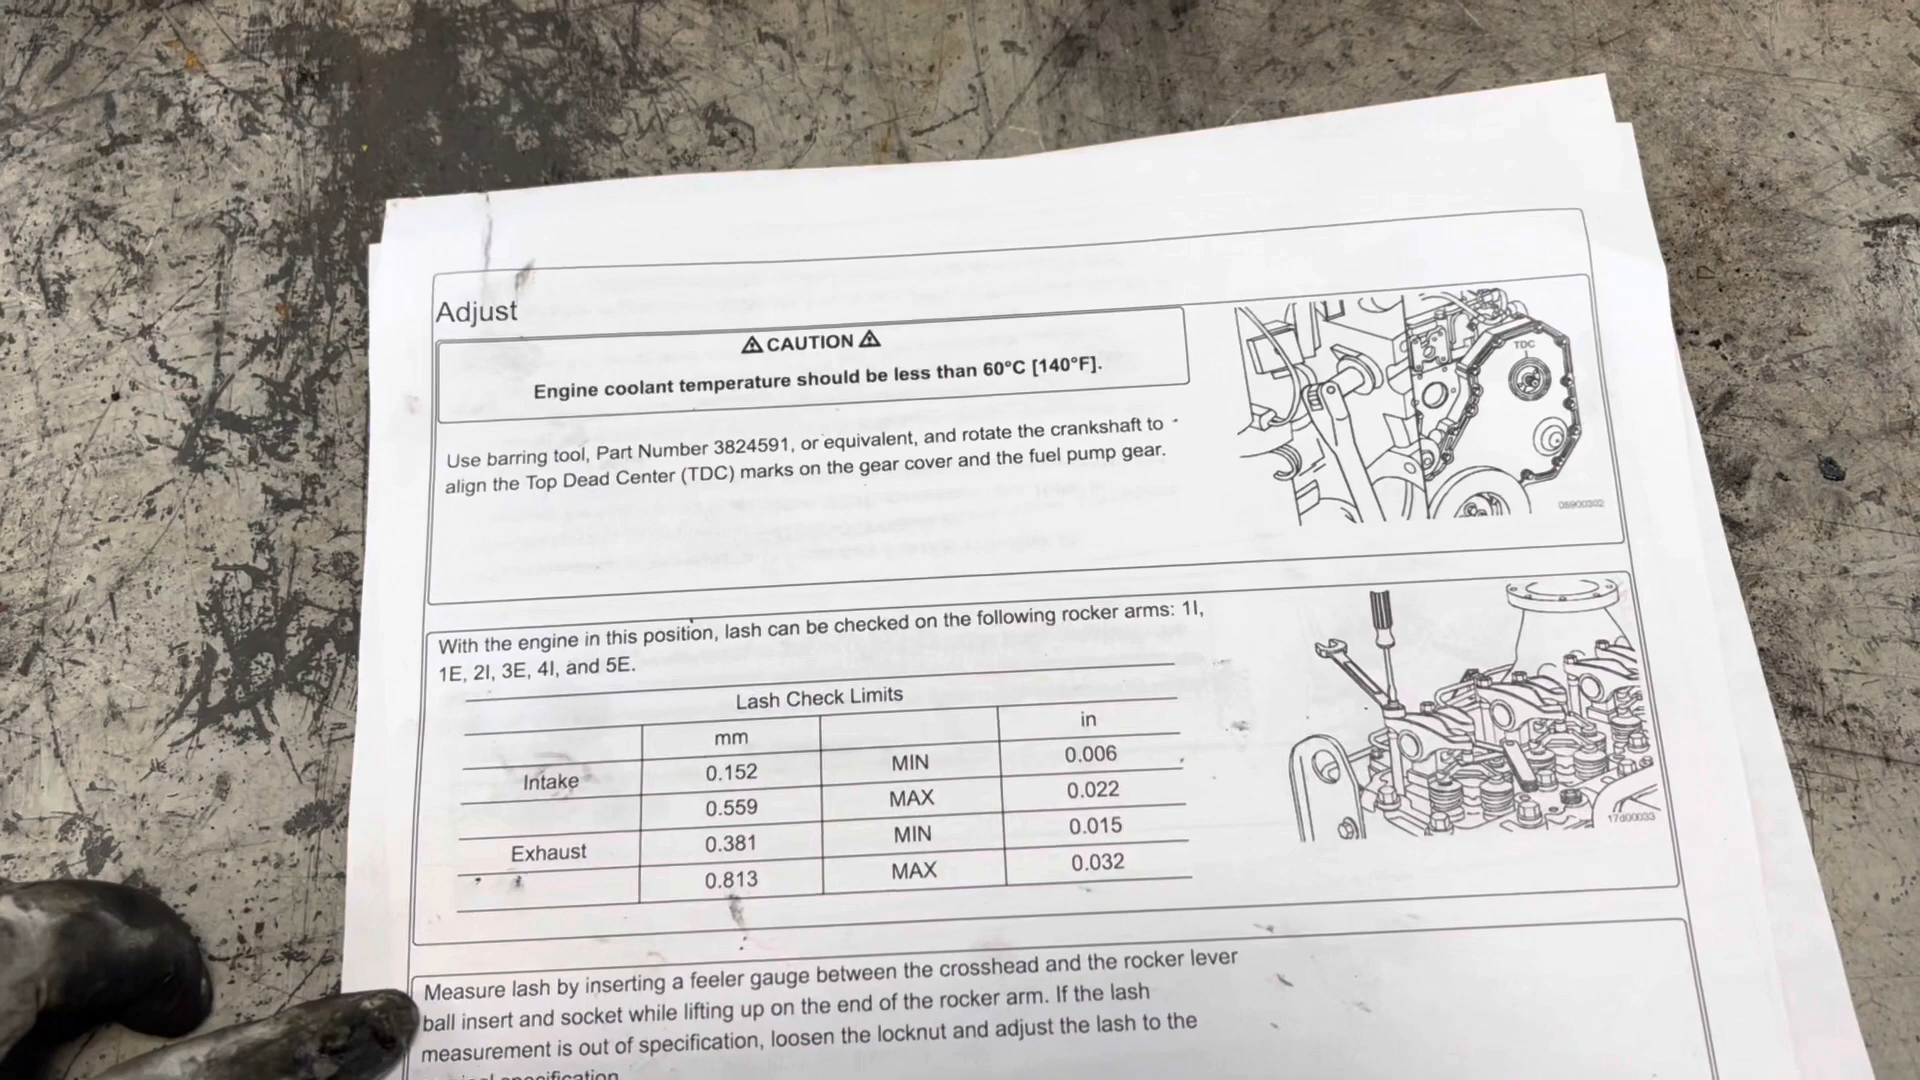 Adjust
⚠ CAUTION ⚠
Engine coolant temperature should be less than 60°C [140°F].
Use barring tool, Part Number 3824591, or equivalent, and rotate the crankshaft to
align the Top Dead Center (TDC) marks on the gear cover and the fuel pump gear.
TDC
08900302
With the engine in this position, lash can be checked on the following rocker arms: 1I,
1E, 2I, 3E, 4I, and 5E.
Lash Check Limits
mm in
Intake 0.152 MIN 0.006
0.559 MAX 0.022
Exhaust 0.381 MIN 0.015
0.813 MAX 0.032
17d00033
Measure lash by inserting a feeler gauge between the crosshead and the rocker lever
ball insert and socket while lifting up on the end of the rocker arm. If the lash
measurement is out of specification, loosen the locknut and adjust the lash to the
specification